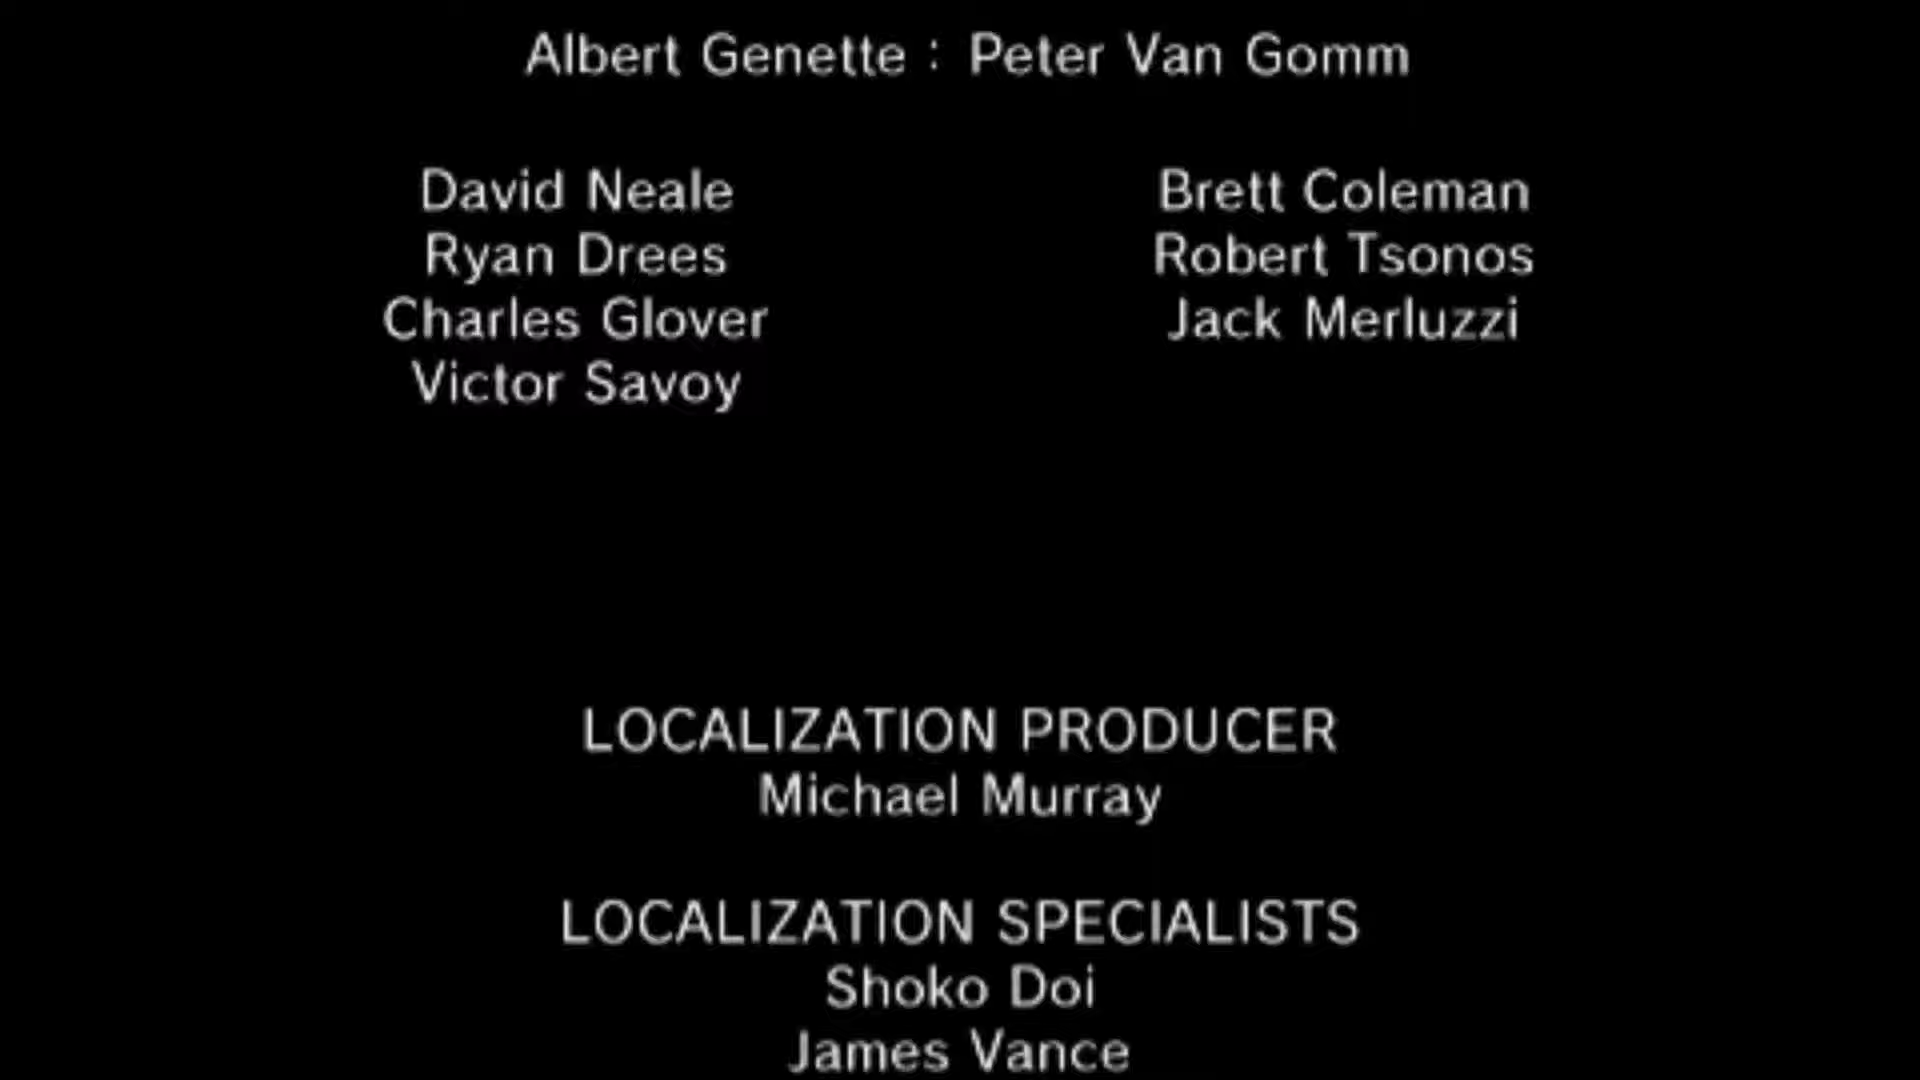 Albert Genette : Peter Van Gomm
David Neale
Brett Coleman
Ryan Drees
Robert Tsonos
Charles Glover
Jack Merluzzi
Victor Savoy
LOCALIZATION PRODUCER
Michael Murray
LOCALIZATION SPECIALISTS
Shoko Doi
James Vance